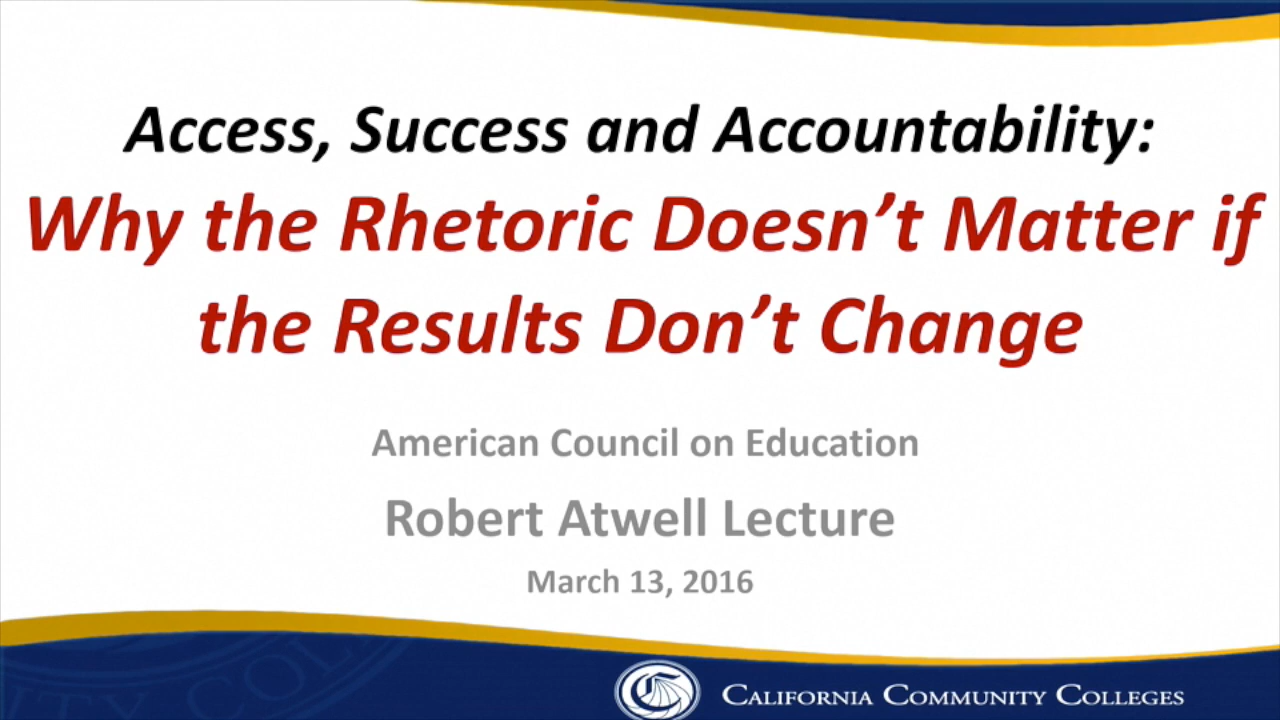 Access, Success and Accountability:
Why the Rhetoric Doesn’t Matter if
the Results Don’t Change
American Council on Education
Robert Atwell Lecture
March 13, 2016
CALIFORNIA COMMUNITY COLLEGES